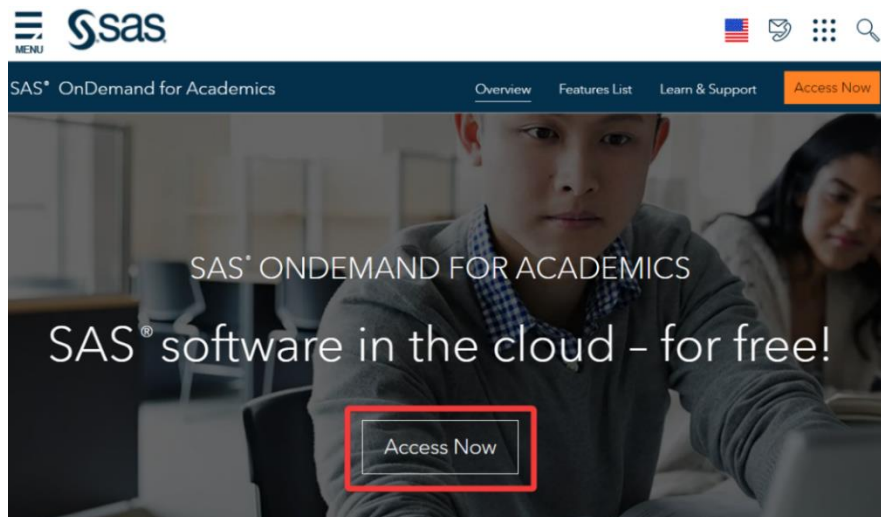 MENU
sas
SAS® OnDemand for Academics
Overview
Features List
Learn & Support
Access Now
SAS® ONDEMAND FOR ACADEMICS
SAS® software in the cloud – for free!
Access Now